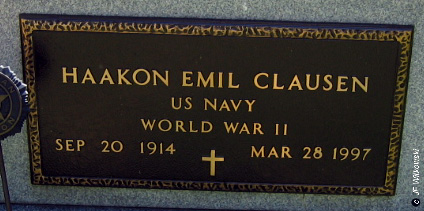 HAAKON EMIL CLAUSEN
US NAVY
WORLD WAR II
SEP 20 1914 MAR 28 1997